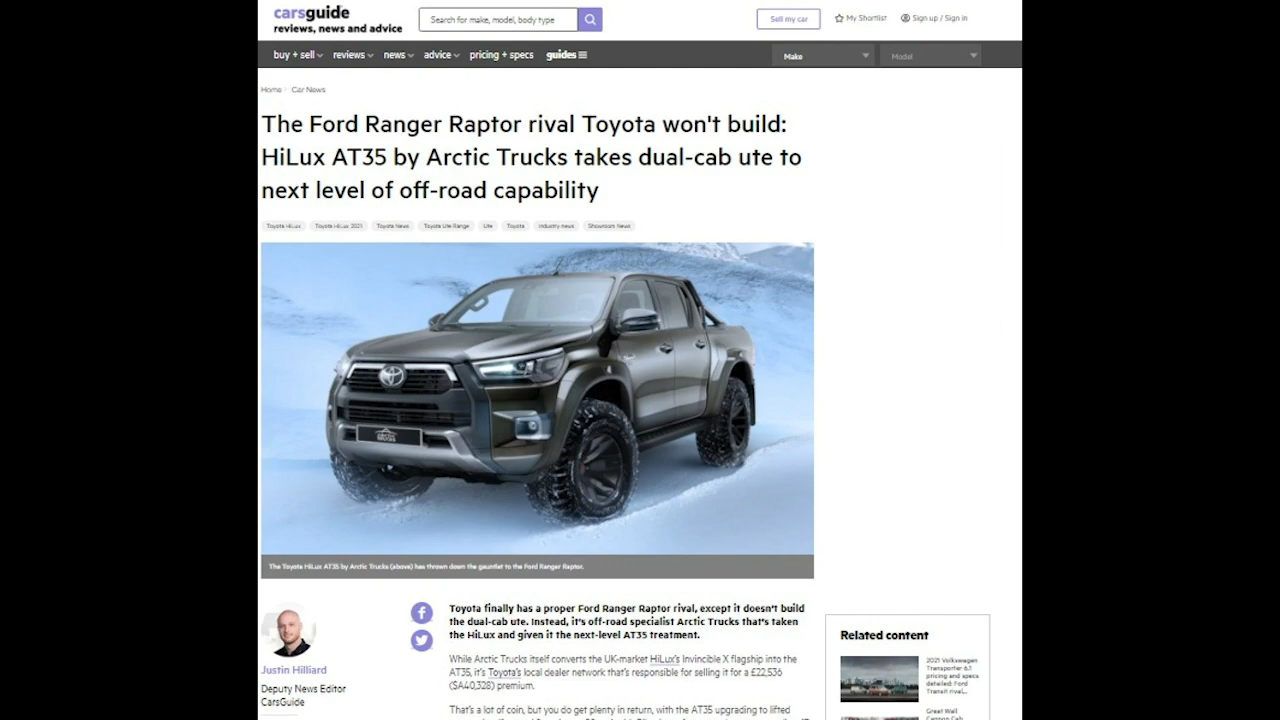 carsguide
reviews, news and advice
Search for make, model, body type
Sell my car
My Shortlist
Sign up / Sign in
buy + sell
reviews
news
advice
pricing + specs
guides
Make
Model
Home
Car News
The Ford Ranger Raptor rival Toyota won't build:
HiLux AT35 by Arctic Trucks takes dual-cab ute to
next level of off-road capability
Toyota HiLux
Toyota HiLux 2021
Toyota News
Toyota Ute Range
Ute
Toyota
Industry news
Showroom News
The Toyota HiLux AT35 by Arctic Trucks (above) has thrown down the gauntlet to the Ford Ranger Raptor.
Justin Hilliard
Deputy News Editor
CarsGuide
Toyota finally has a proper Ford Ranger Raptor rival, except it doesn't build
the dual-cab ute. Instead, it's off-road specialist Arctic Trucks that's taken
the HiLux and given it the next-level AT35 treatment.
While Arctic Trucks itself converts the UK-market HiLux's Invincible X flagship into the
AT35, it's Toyota's local dealer network that's responsible for selling it for a £22,536
($A40,328) premium.
That's a lot of coin, but you do get plenty in return, with the AT35 upgrading to lifted
Related content
2021 Volkswagen
Transporter 6.1
pricing and specs
detailed: Ford
Transit rival...
Great Wall